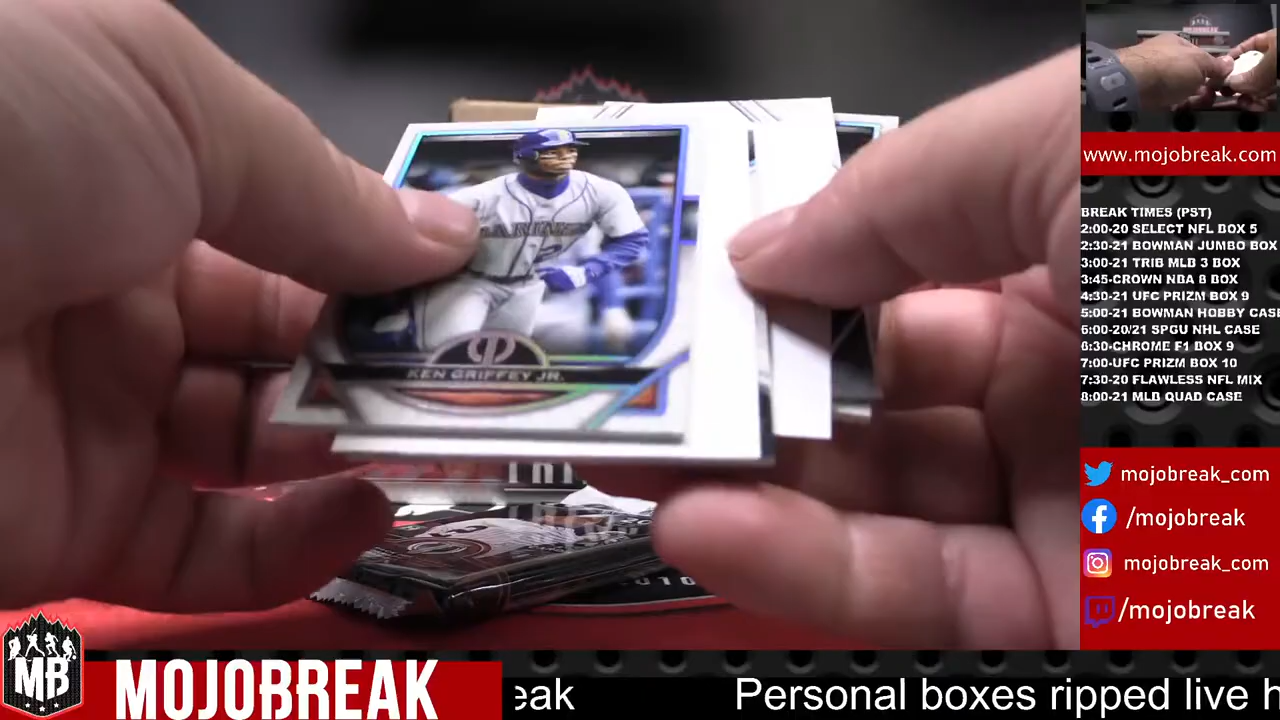 www.mojobreak.com
BREAK TIMES (PST)
2:00-20 SELECT NFL BOX 5
2:30-21 BOWMAN JUMBO BOX
3:00-21 TRIB MLB 3 BOX
3:45-CROWN NBA 8 BOX
4:30-21 UFC PRIZM BOX 9
5:00-21 BOWMAN HOBBY CASE
6:00-20/21 SPGU NHL CASE
6:30-CHROME F1 BOX 9
7:00-UFC PRIZM BOX 10
7:30-20 FLAWLESS NFL MIX
8:00-21 MLB QUAD CASE
KEN GRIFFEY JR.
mojobreak_com
/mojobreak
mojobreak_com
/mojobreak
MB
MOJOBREAK
eak Personal boxes ripped live h